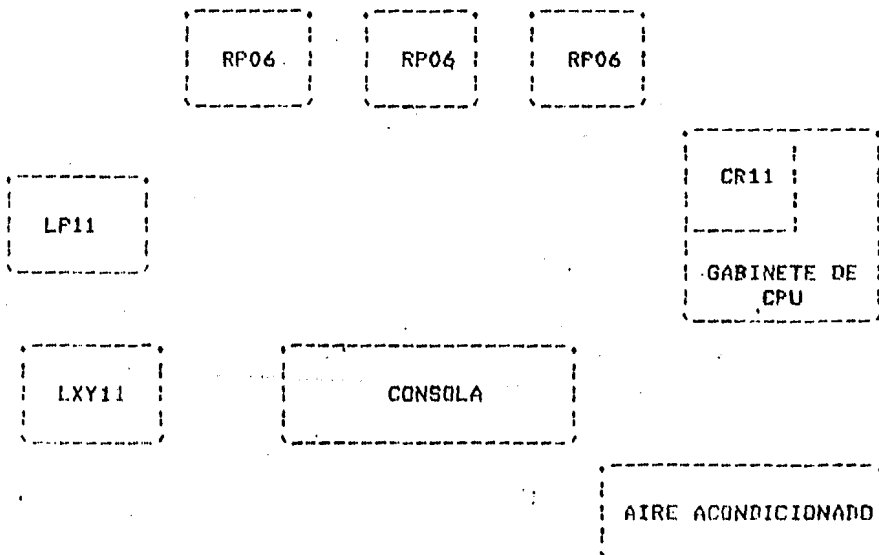 RP06
RP06
RP06
CR11
LP11
GABINETE DE
CPU
LXY11
CONSOLA
AIRE ACONDICIONADO